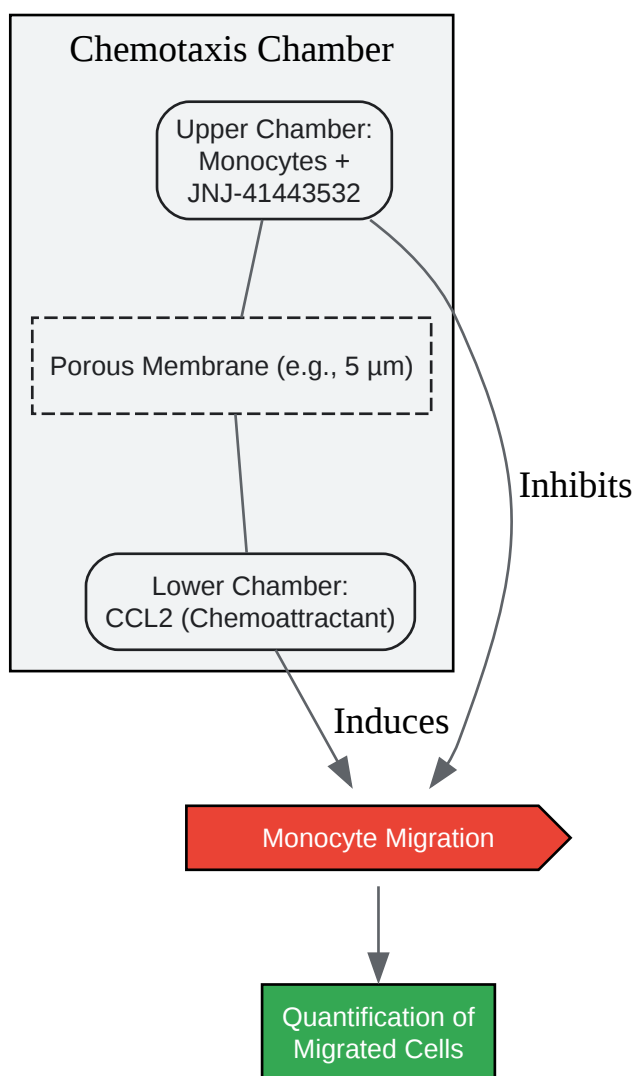 Chemotaxis Chamber
Upper Chamber:
Monocytes +
JNJ-41443532
Porous Membrane (e.g., 5 µm)
Inhibits
Lower Chamber:
CCL2 (Chemoattractant)
Induces
Monocyte Migration
Quantification of
Migrated Cells